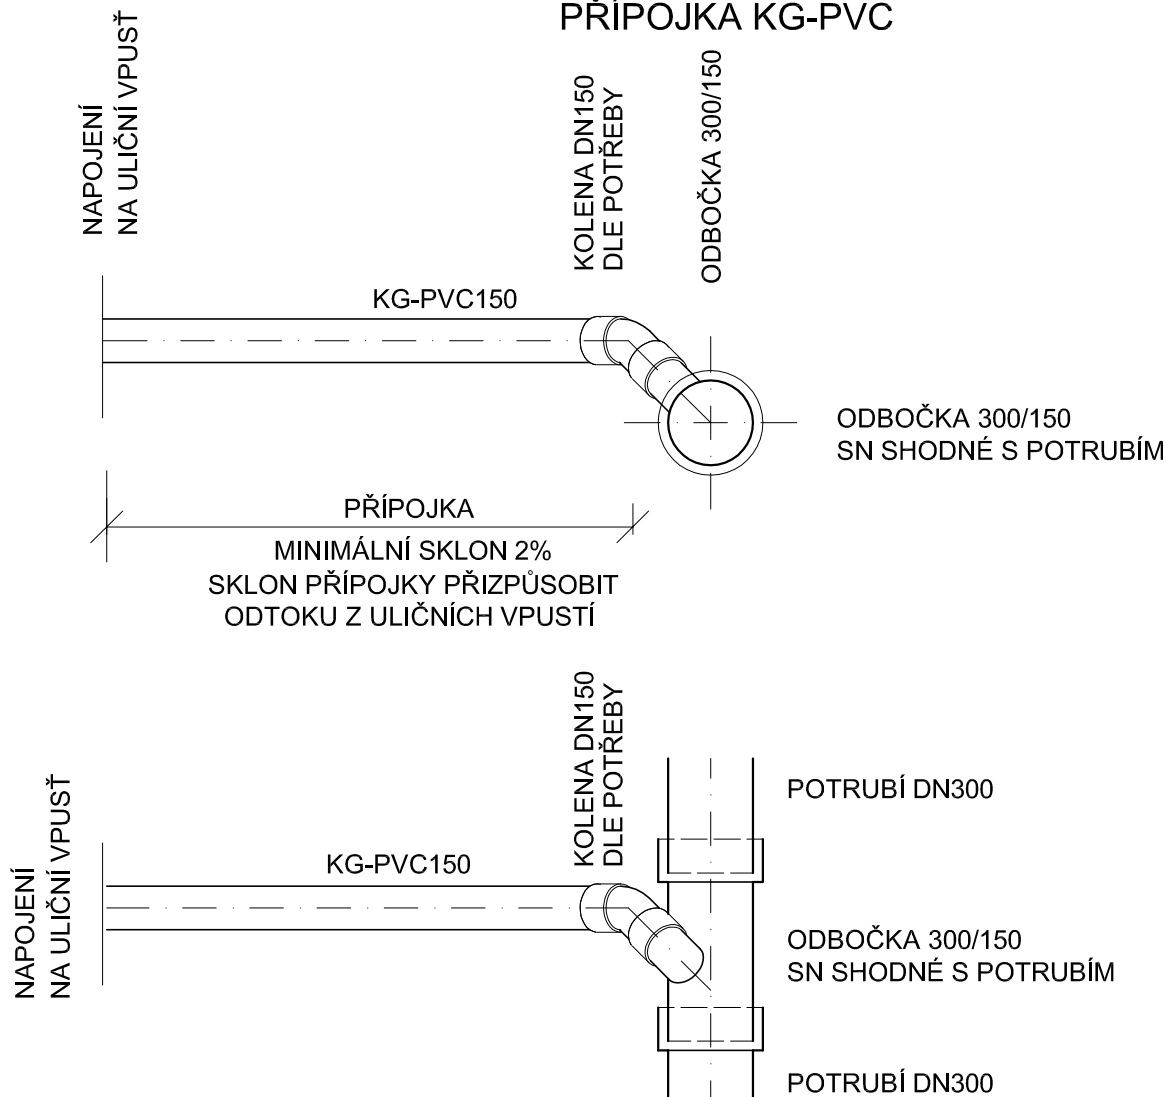 PŘÍPOJKA KG-PVC
NAPOJENÍ
NA ULIČNÍ VPUSŤ
KOLENA DN150
DLE POTŘEBY
ODBOČKA 300/150
KG-PVC150
ODBOČKA 300/150
SN SHODNÉ S POTRUBÍM
PŘÍPOJKA
MINIMÁLNÍ SKLON 2%
SKLON PŘÍPOJKY PŘIZPŮSOBIT
ODTOKU Z ULIČNÍCH VPUSTÍ
NAPOJENÍ
NA ULIČNÍ VPUSŤ
KOLENA DN150
DLE POTŘEBY
KG-PVC150
POTRUBÍ DN300
ODBOČKA 300/150
SN SHODNÉ S POTRUBÍM
POTRUBÍ DN300